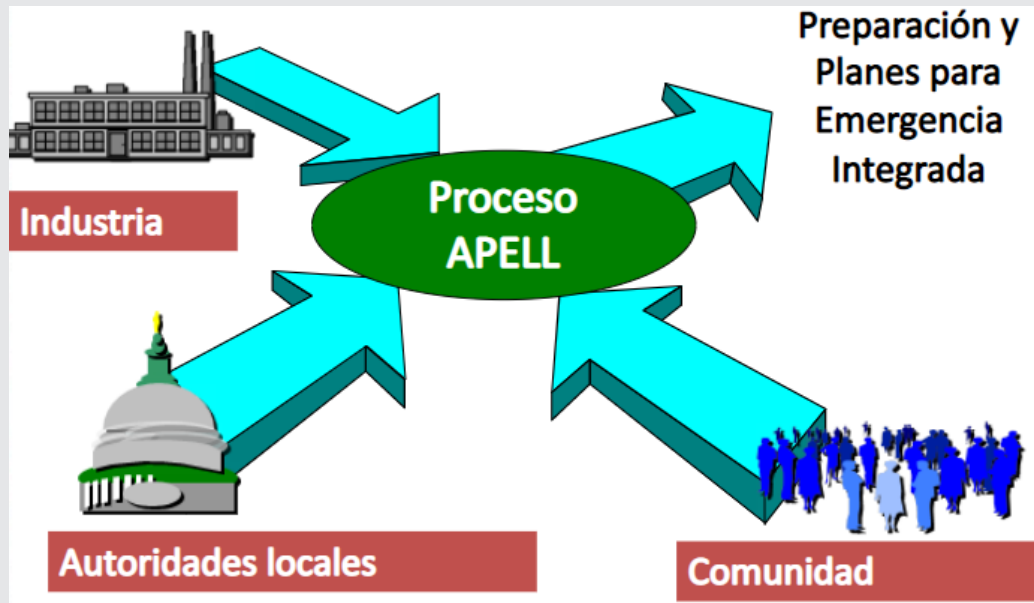 Preparación y
Planes para
Emergencia
Integrada
Proceso
APELL
Industria
Autoridades locales
Comunidad